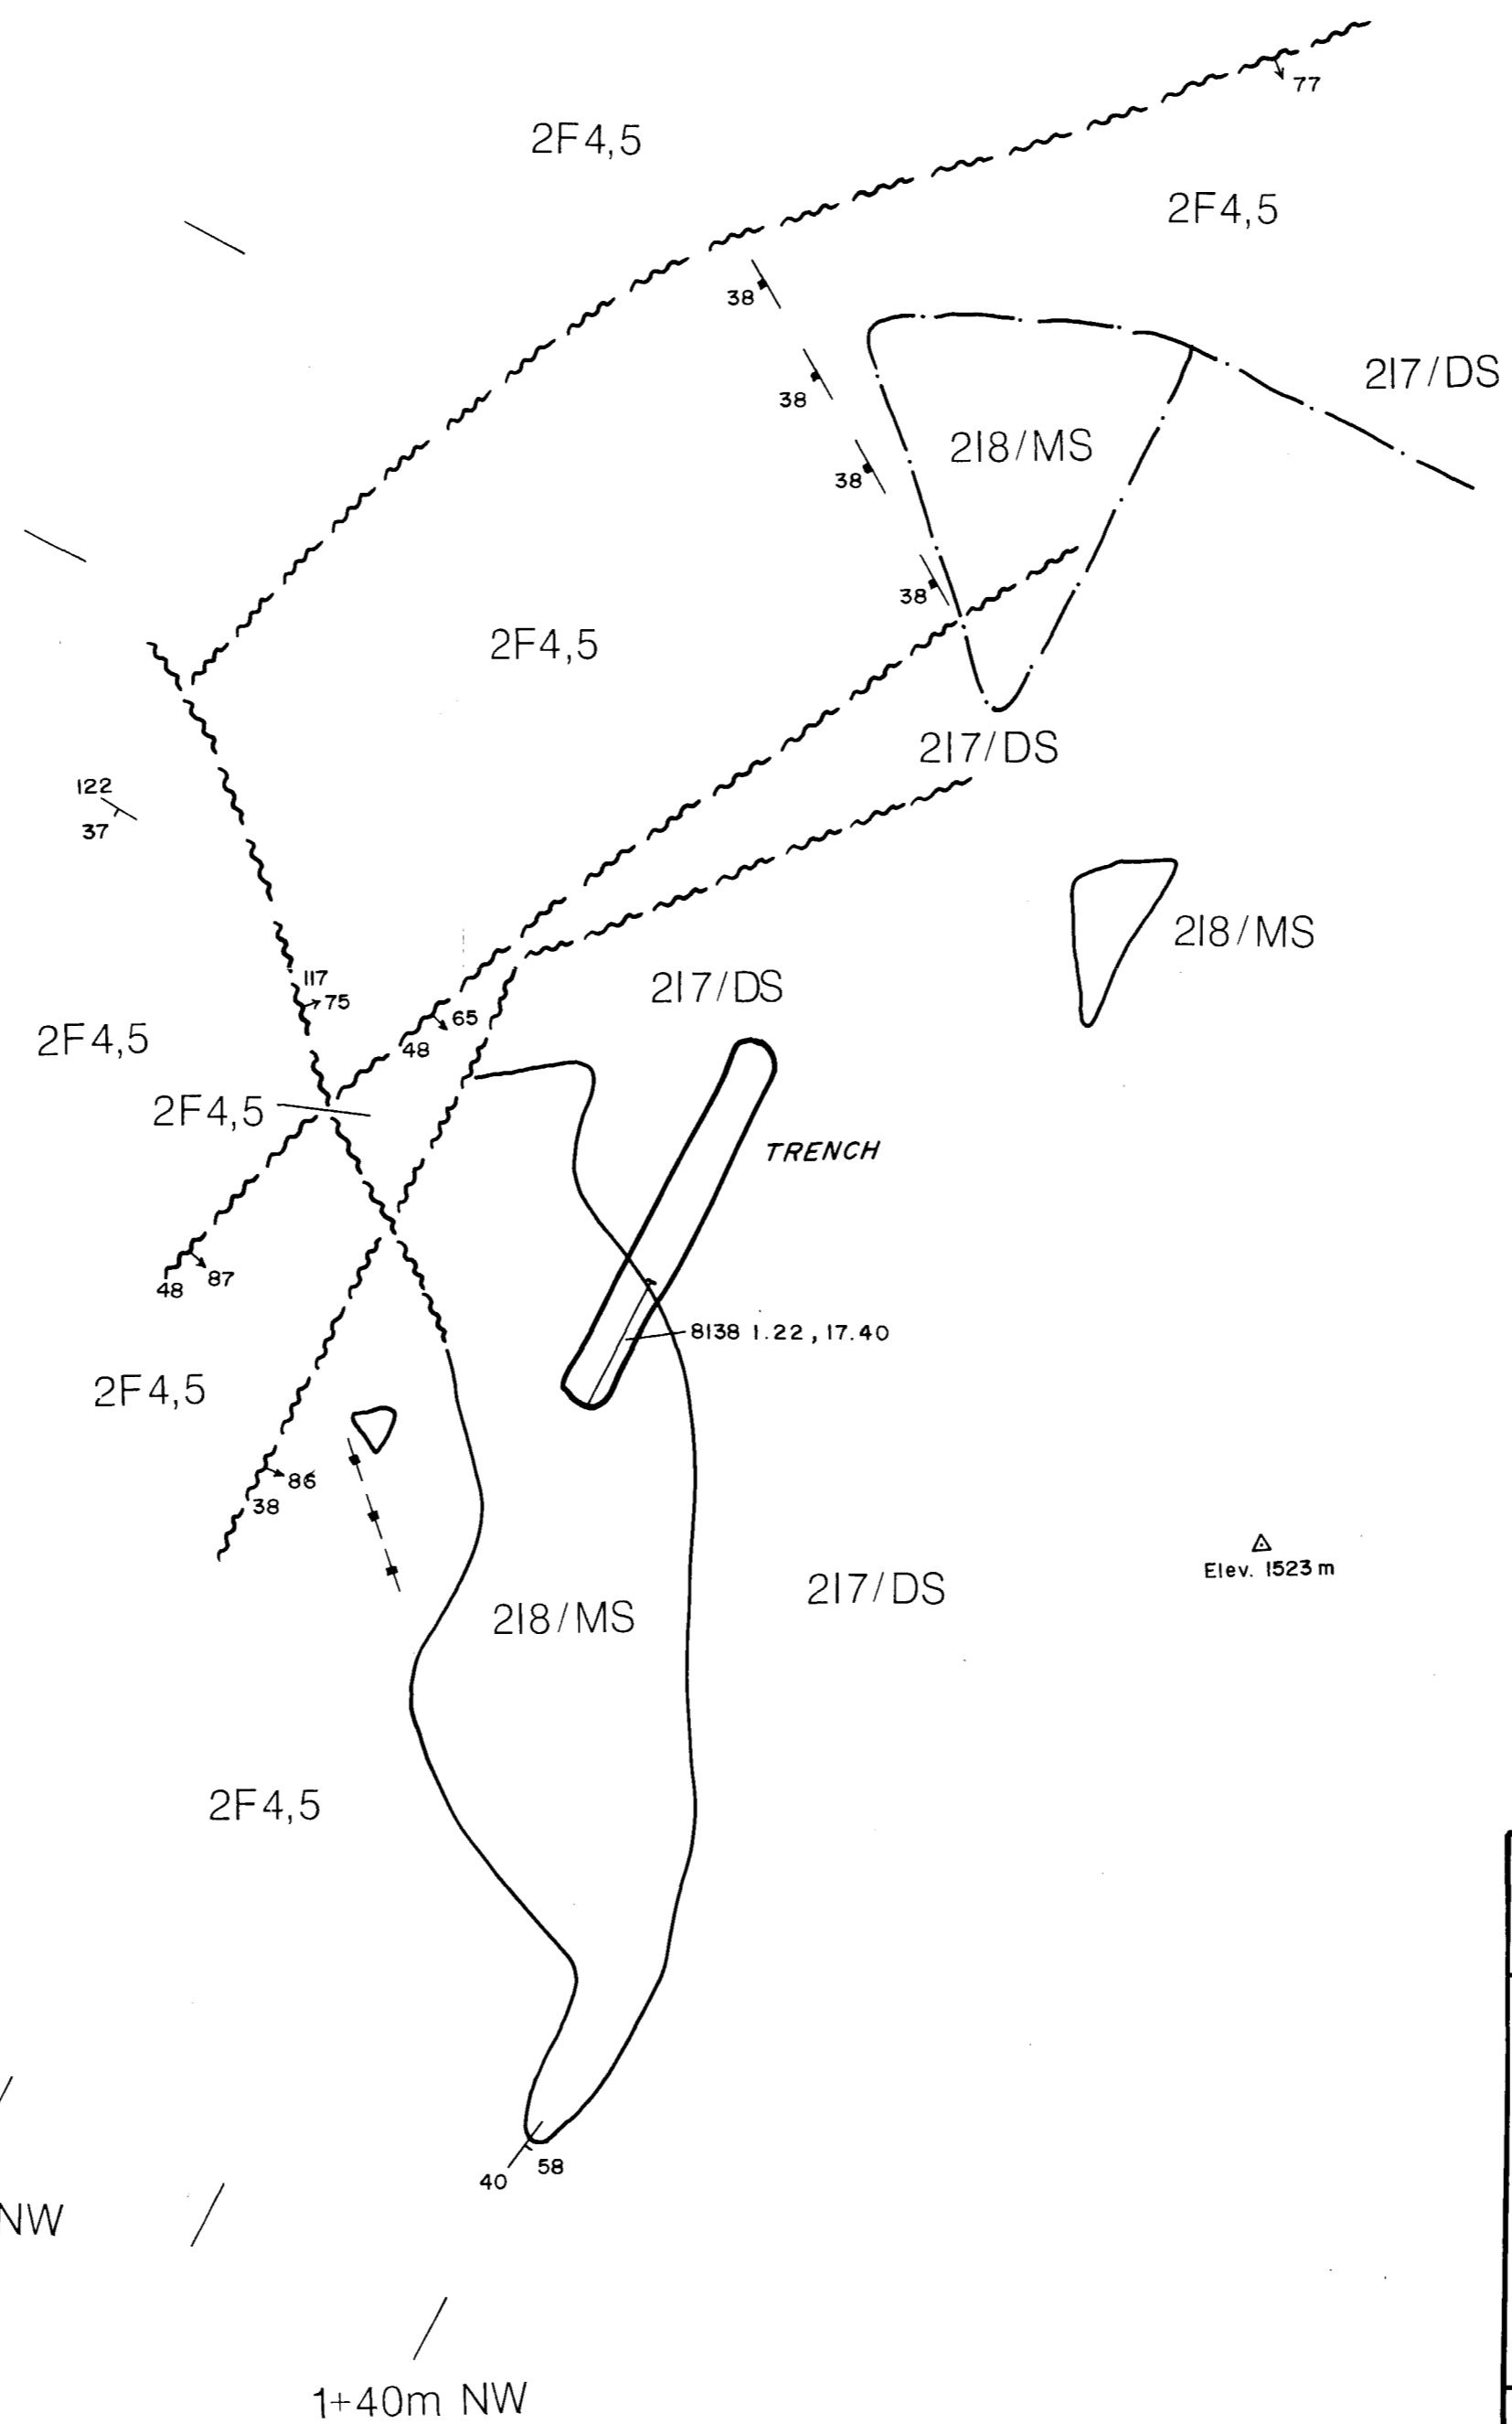 77
2F4,5
2F4,5
38
217/DS
38
218/MS
38
38
2F4,5
217/DS
122
37
218/MS
117
75
217/DS
65
48
2F4,5
2F4,5
TRENCH
87
48
8138 1.22, 17.40
2F4,5
86
38
Elev. 1523 m
217/DS
218/MS
2F4,5
58
40
NW
1+40m NW